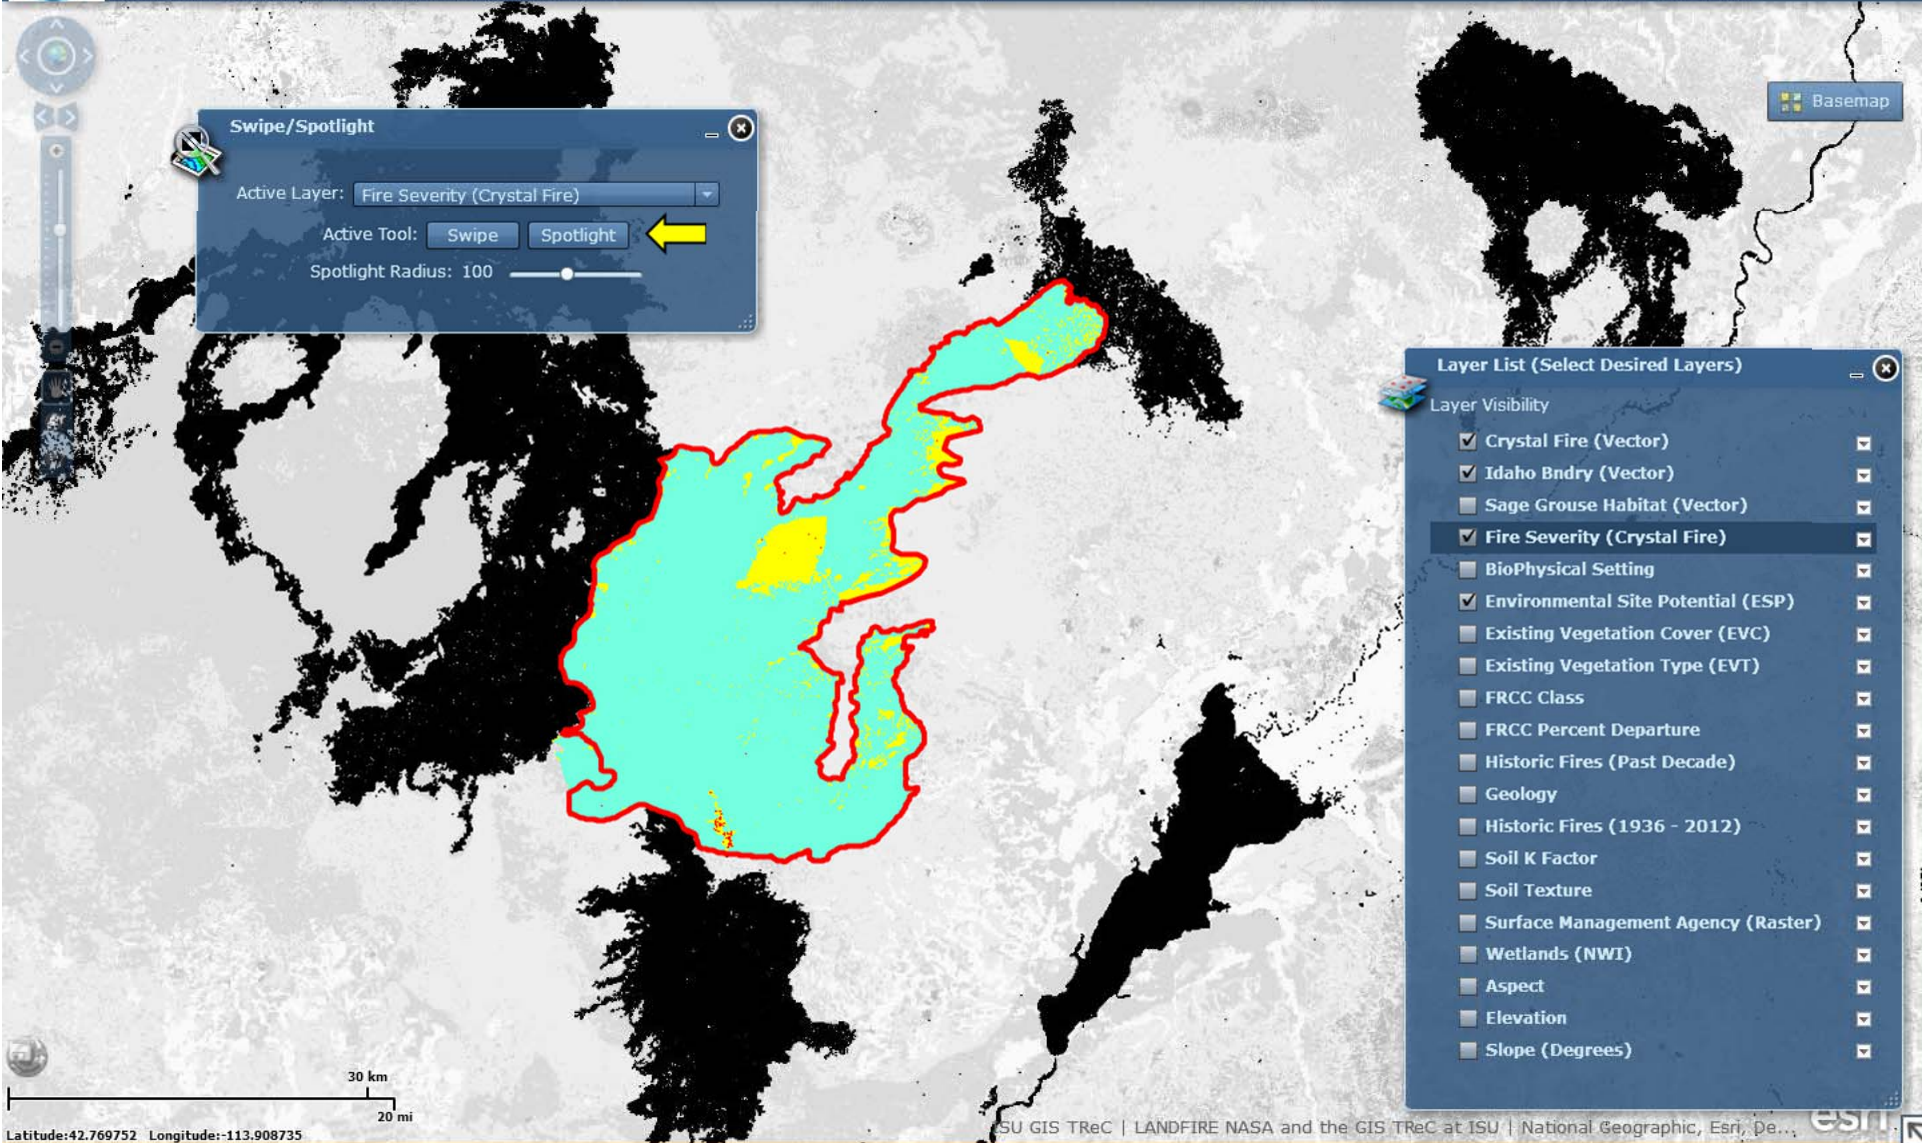 Basemap
Swipe/Spotlight
Active Layer: Fire Severity (Crystal Fire)
Active Tool: Swipe Spotlight
Spotlight Radius: 100
Layer List (Select Desired Layers)
Layer Visibility
Crystal Fire (Vector)
Idaho Bndry (Vector)
Sage Grouse Habitat (Vector)
Fire Severity (Crystal Fire)
BioPhysical Setting
Environmental Site Potential (ESP)
Existing Vegetation Cover (EVC)
Existing Vegetation Type (EVT)
FRCC Class
FRCC Percent Departure
Historic Fires (Past Decade)
Geology
Historic Fires (1936 - 2012)
Soil K Factor
Soil Texture
Surface Management Agency (Raster)
Wetlands (NWI)
Aspect
Elevation
Slope (Degrees)
30 km
20 mi
ISU GIS TReC | LANDFIRE NASA and the GIS TReC at ISU | National Geographic, Esri, De...
esri
Latitude:42.769752 Longitude:-113.908735